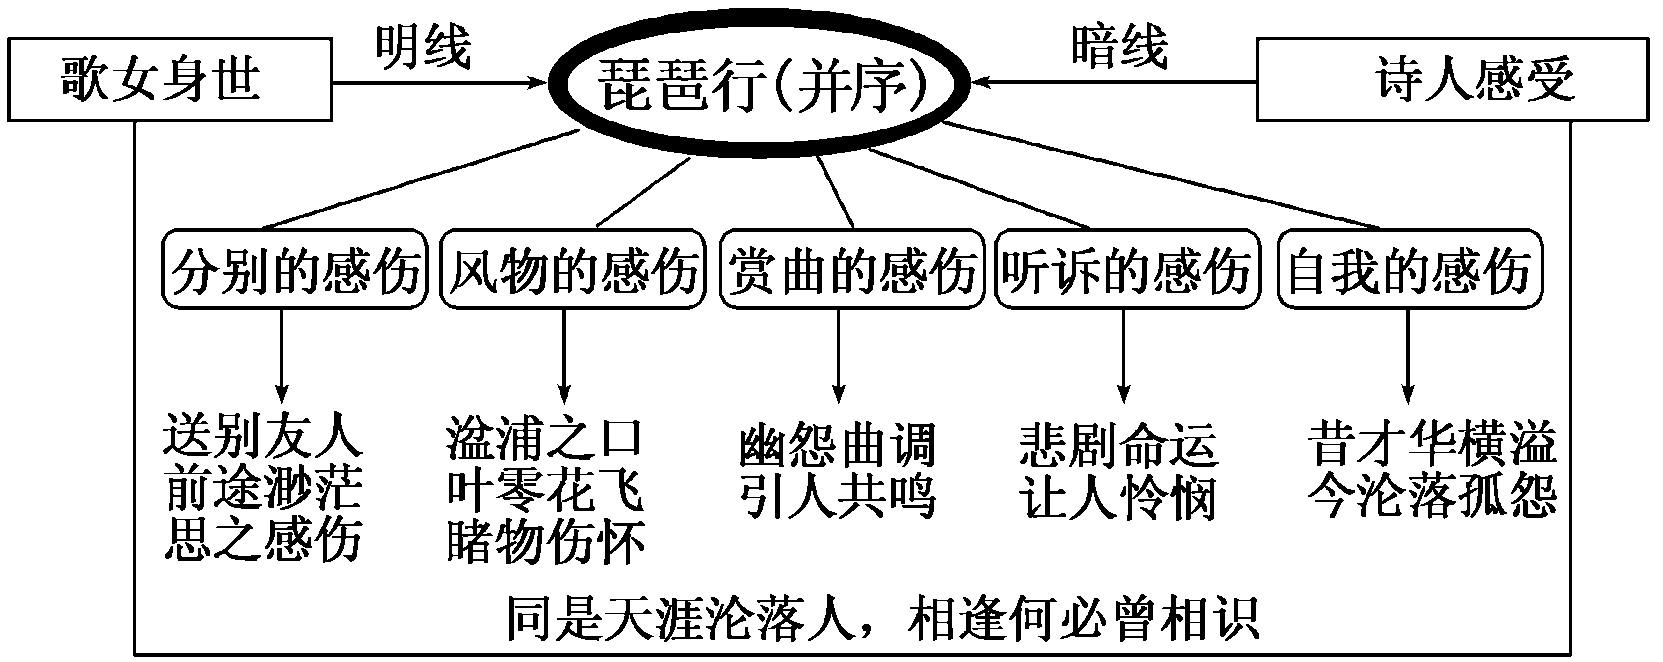 歌女身世
明线
琵琶行(并序)
暗线
诗人感受
分别的感伤
风物的感伤
赏曲的感伤
听诉的感伤
自我的感伤
送别友人
前途渺茫
思之感伤
湓浦之口
叶零花飞
睹物伤怀
幽怨曲调
引人共鸣
悲剧命运
让人怜悯
昔才华横溢
今沦落孤怨
同是天涯沦落人，相逢何必曾相识